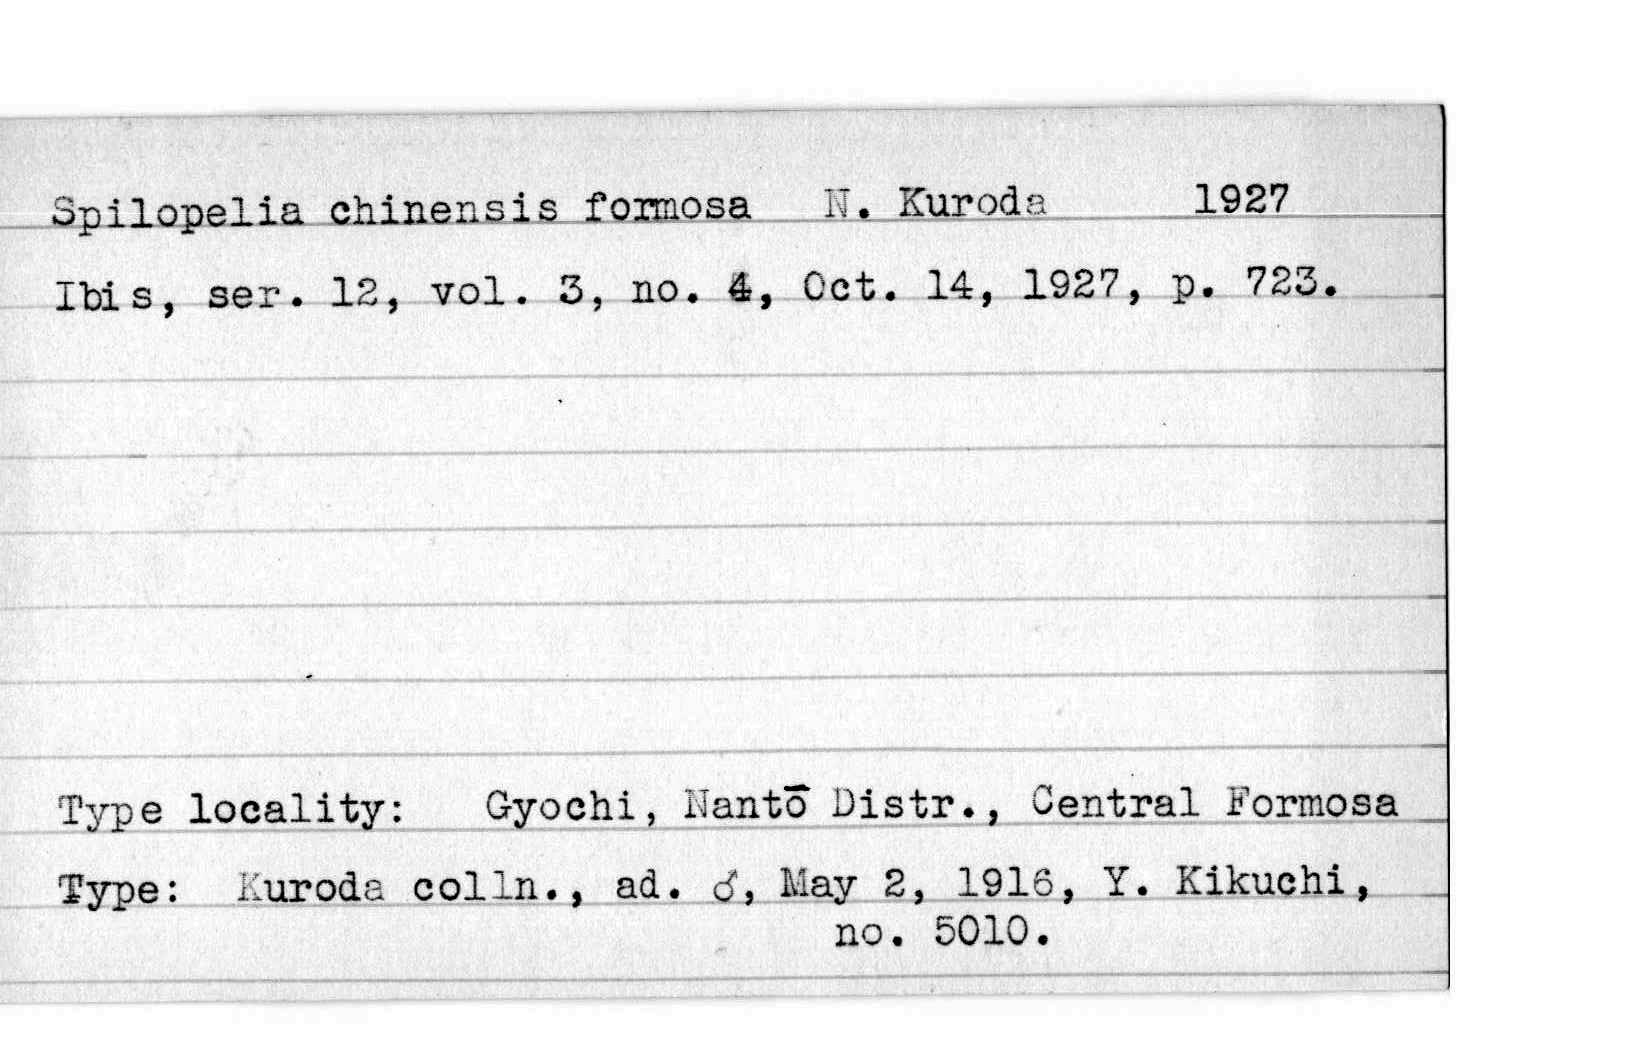 Spilopelia chinensis formosa N. Kuroda 1927
Ibis, ser. 12, vol. 3, no. 4, Oct. 14, 1927, p. 723.
Type locality: Gyochi, Nantō Distr., Central Formosa
Type: Kuroda colln., ad. ♂, May 2, 1916, Y. Kikuchi,
no. 5010.